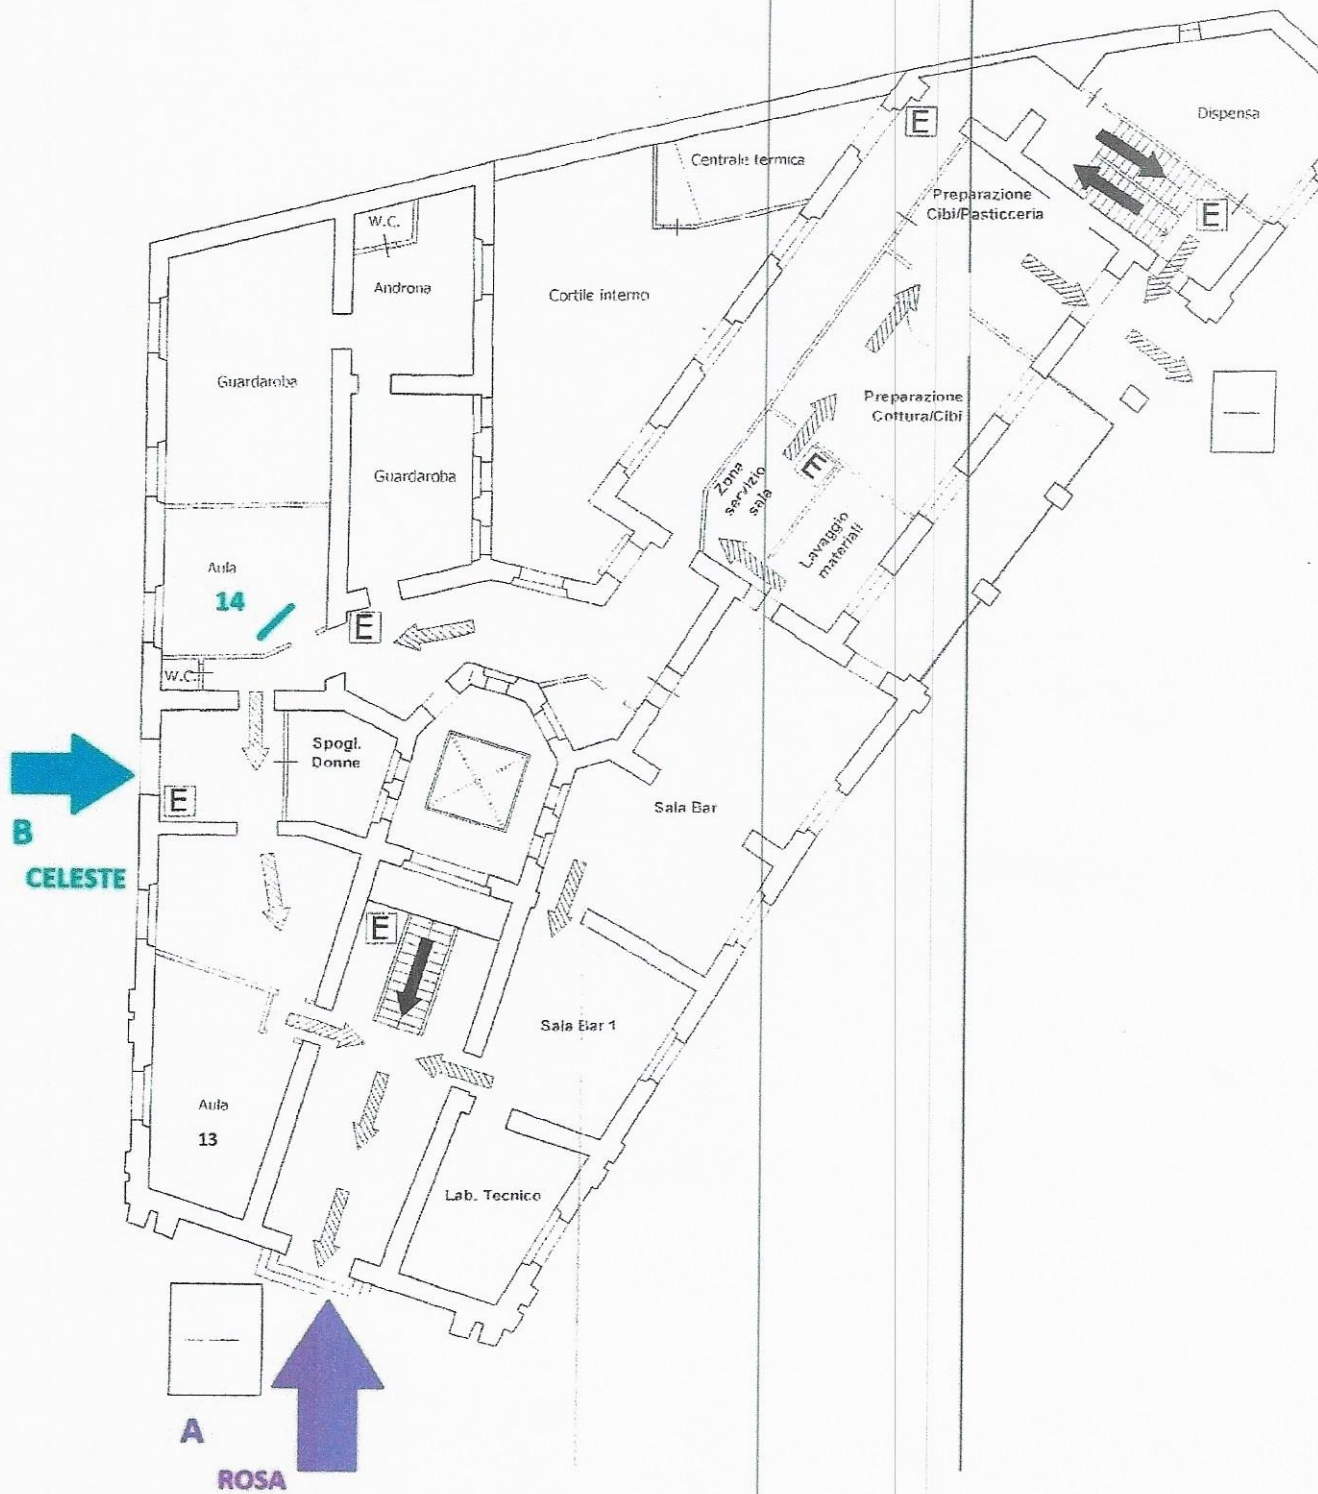 E
Dispensa
Centrale termica
Preparazione
Cibi/Pasticceria
E
W.C.
Androna
Cortile interno
Guardaroba
Preparazione
Cottura/Cibi
Guardaroba
Zona
servizio
sala
E
Lavaggio
materiali
Aula
14
E
W.C.
Spogl.
Donne
E
B
CELESTE
Sala Bar
E
Sala Bar 1
Aula
13
Lab. Tecnico
A
ROSA